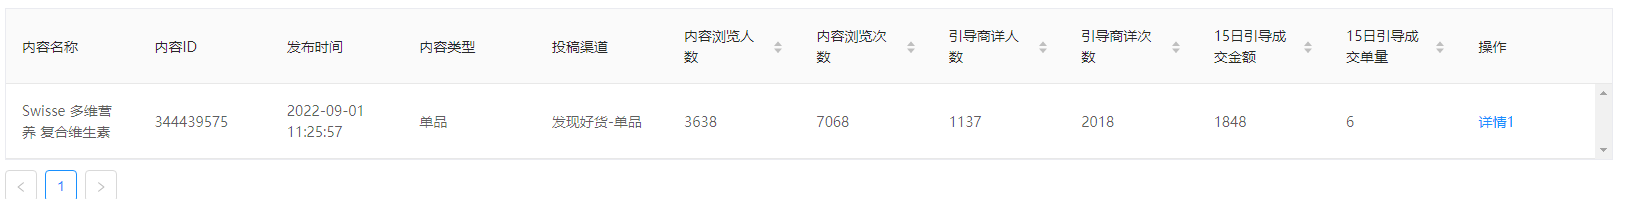 内容名称
内容ID
发布时间
内容类型
投稿渠道
内容浏览人
数
内容浏览次
数
引导商详人
数
引导商详次
数
15日引导成
交金额
15日引导成
交单量
操作
Swisse 多维营
养 复合维生素
344439575
2022-09-01
11:25:57
单品
发现好货-单品
3638
7068
1137
2018
1848
6
详情1
1